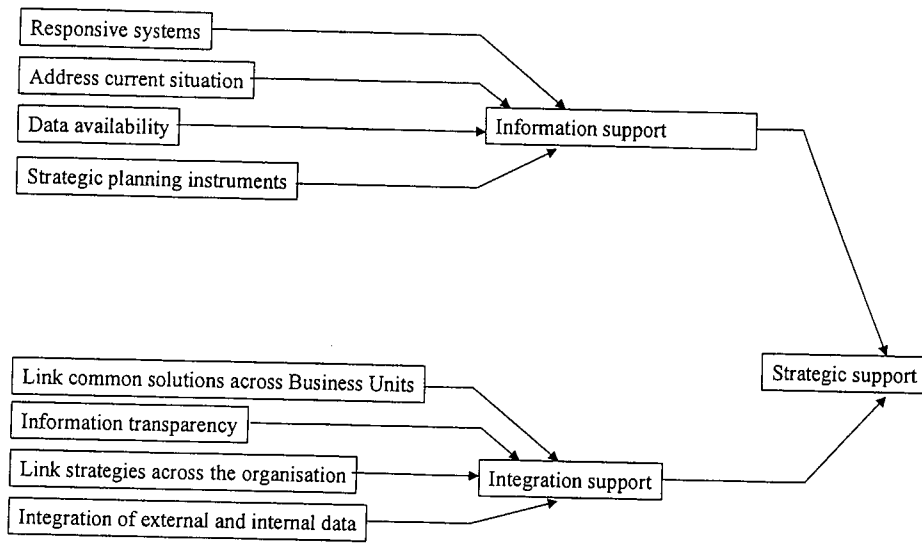 Responsive systems
Address current situation
Data availability
Strategic planning instruments
Information support
Link common solutions across Business Units
Information transparency
Link strategies across the organisation
Integration of external and internal data
Integration support
Strategic support